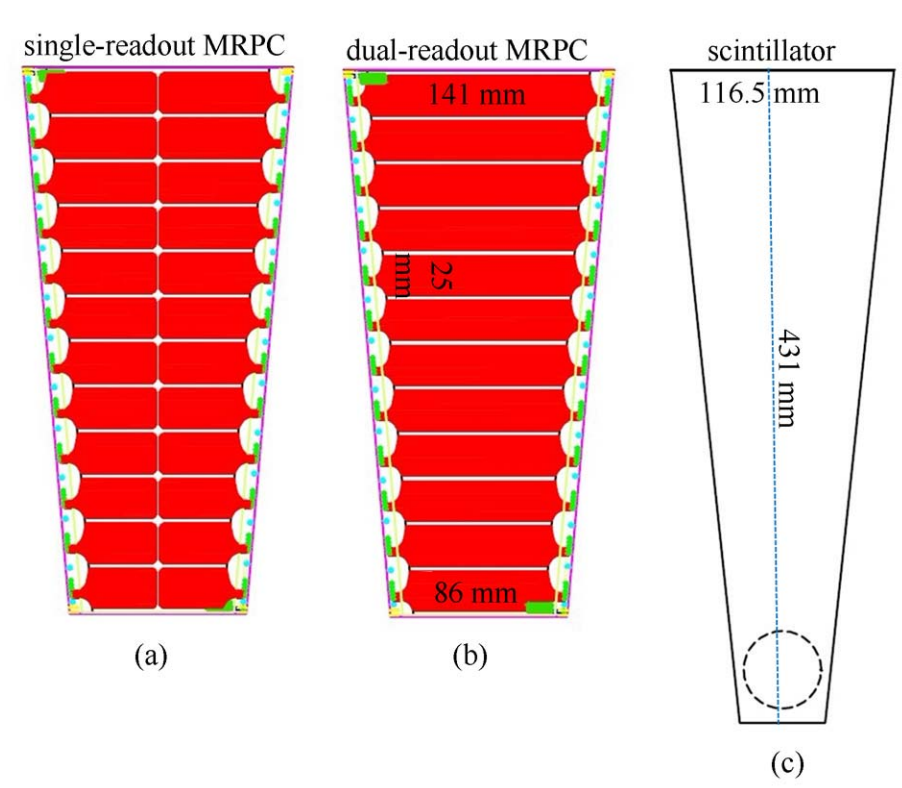 single-readout MRPC
dual-readout MRPC
scintillator
141 mm
116.5 mm
25
mm
431 mm
86 mm
(a)
(b)
(c)